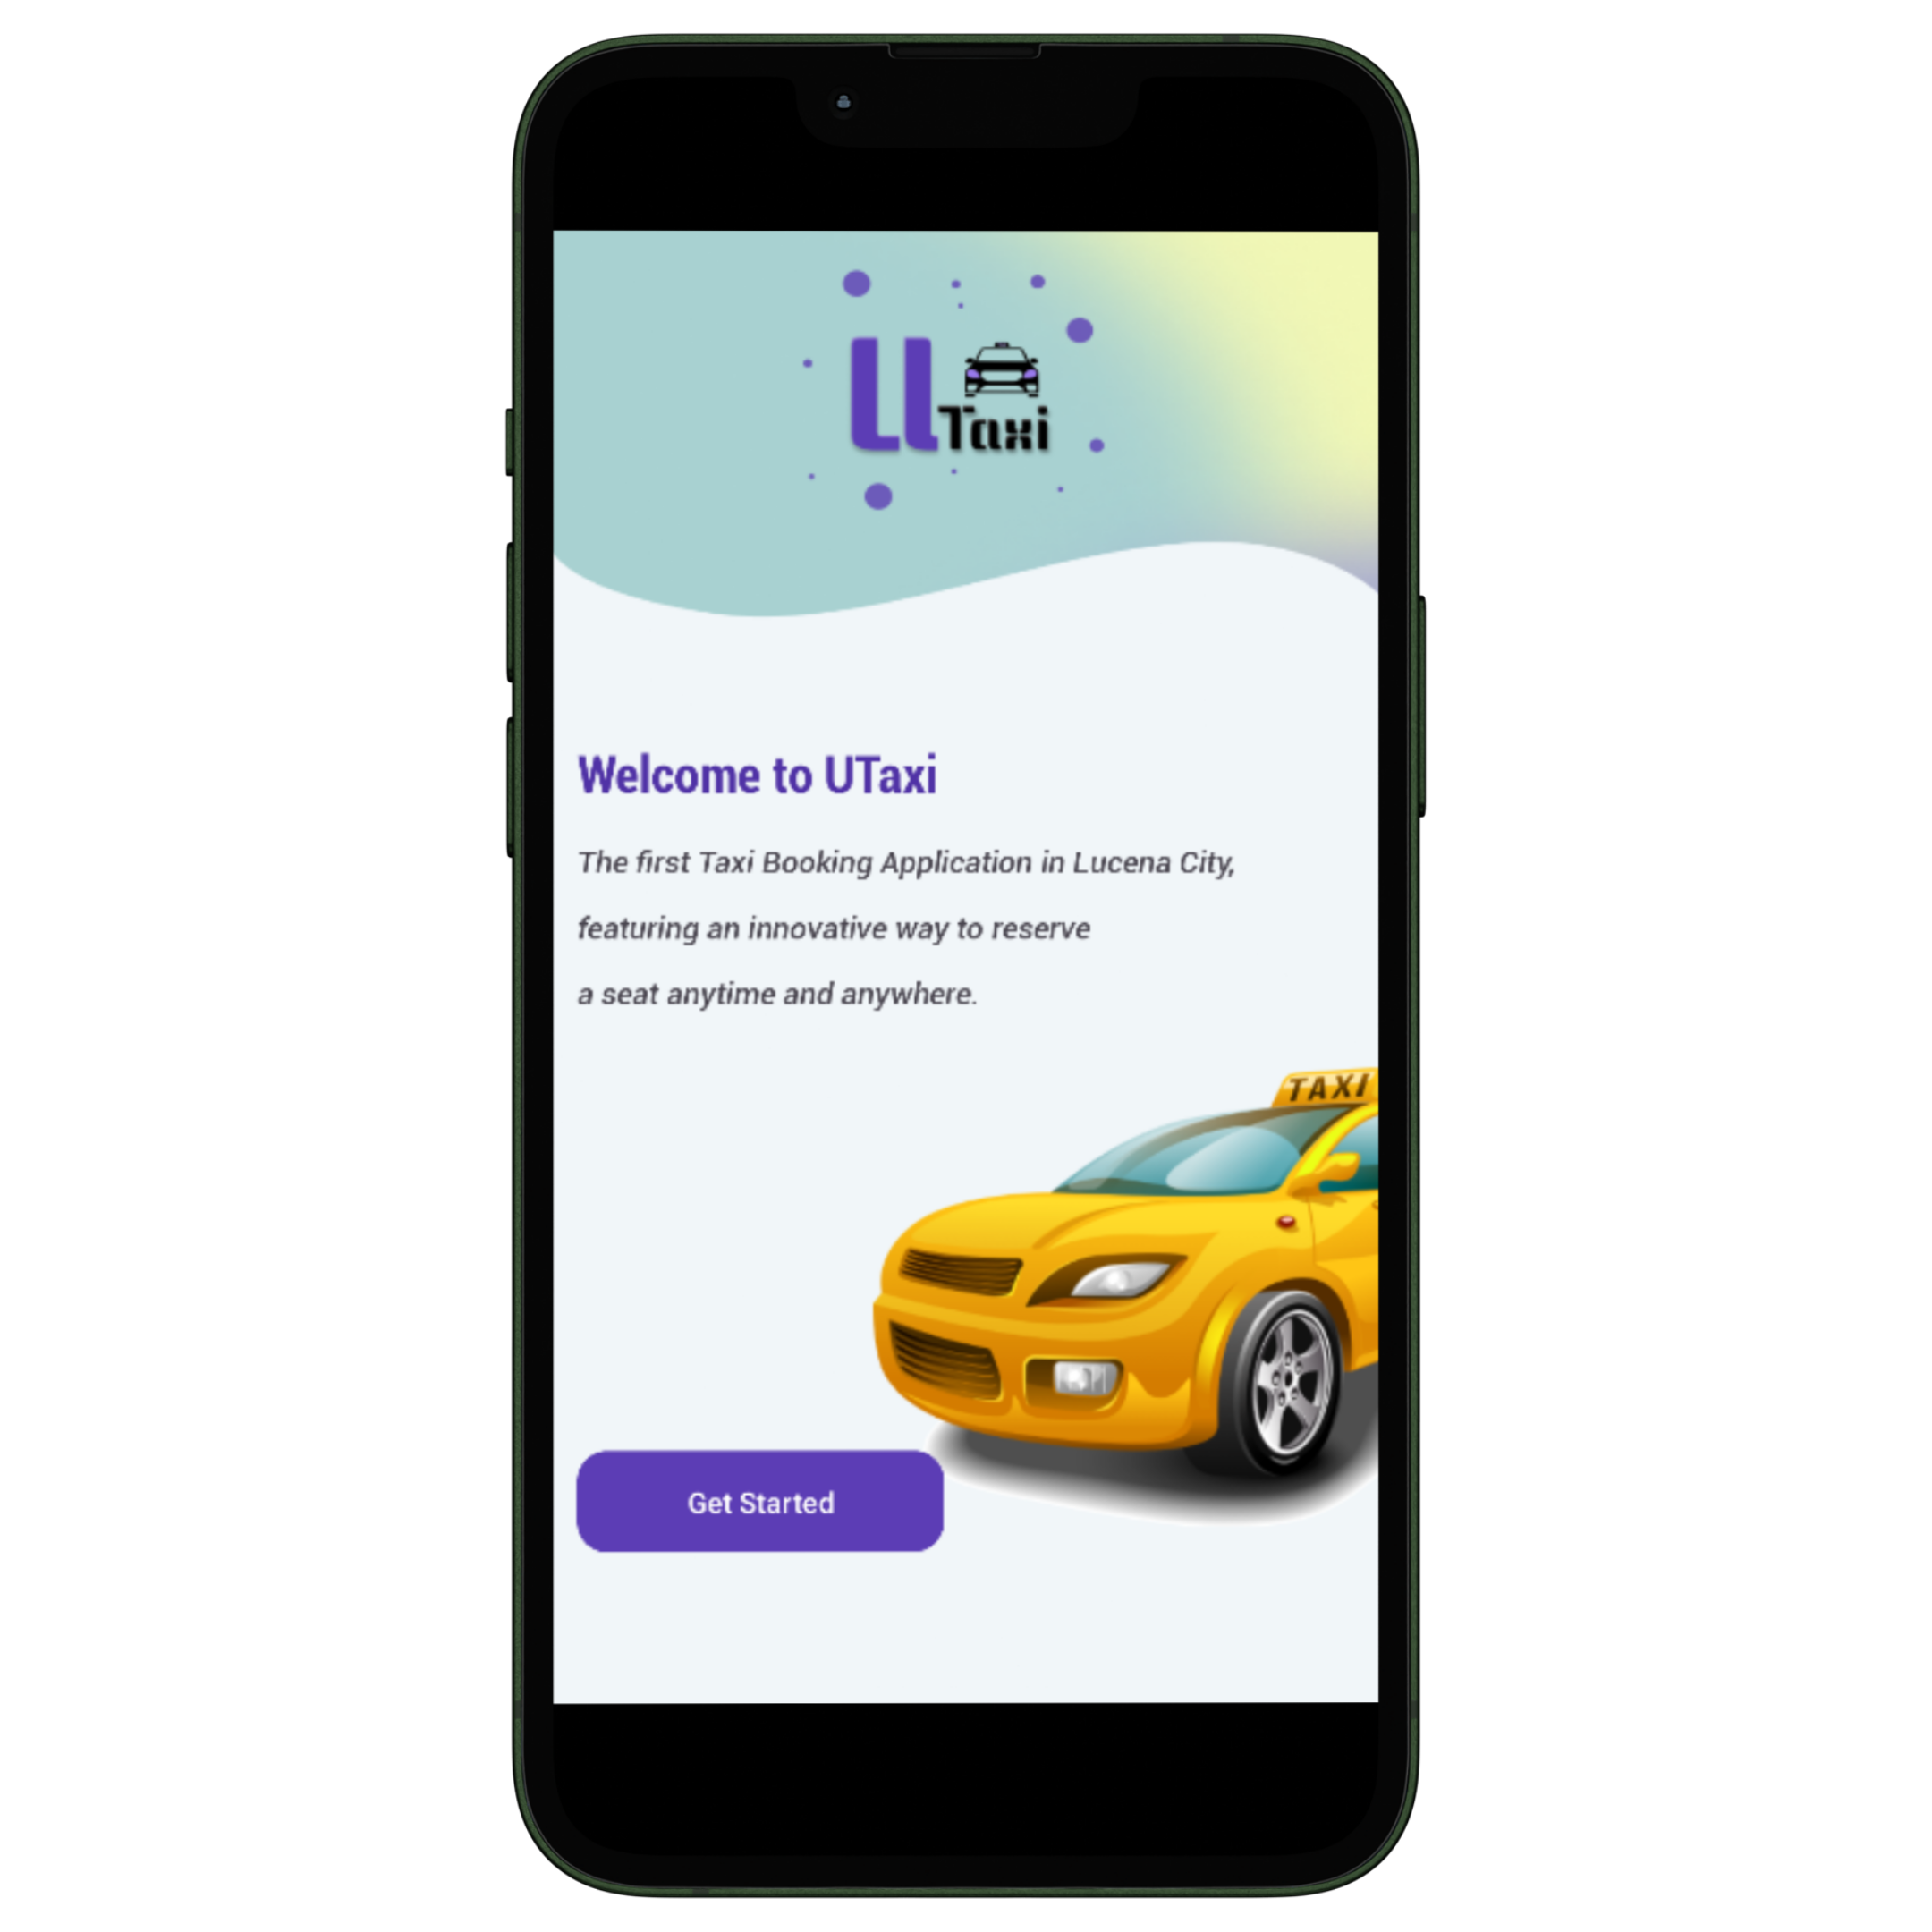 U Taxi
Welcome to UTaxi
The first Taxi Booking Application in Lucena City,
featuring an innovative way to reserve
a seat anytime and anywhere.
TAXI
Get Started